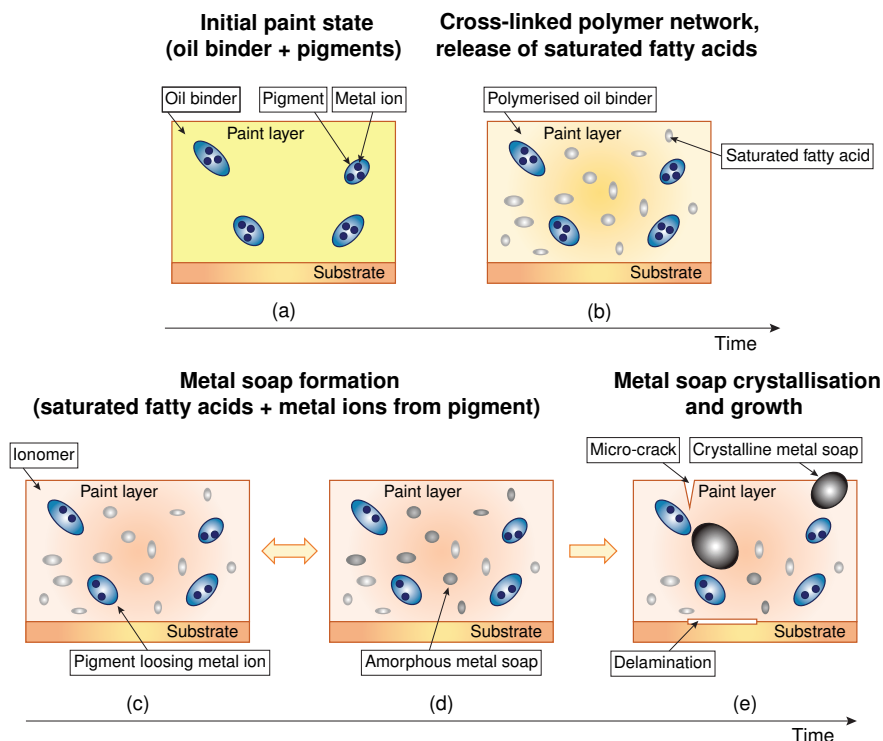 Initial paint state
(oil binder + pigments)
Cross-linked polymer network,
release of saturated fatty acids
Oil binder
Pigment
Metal ion
Paint layer
Substrate
(a)
Polymerised oil binder
Paint layer
Saturated fatty acid
Substrate
(b)
Time
Metal soap formation
(saturated fatty acids + metal ions from pigment)
Metal soap crystallisation
and growth
Ionomer
Paint layer
Substrate
Pigment loosing metal ion
(c)
Paint layer
Substrate
Amorphous metal soap
(d)
Micro-crack
Crystalline metal soap
Paint layer
Substrate
Delamination
(e)
Time